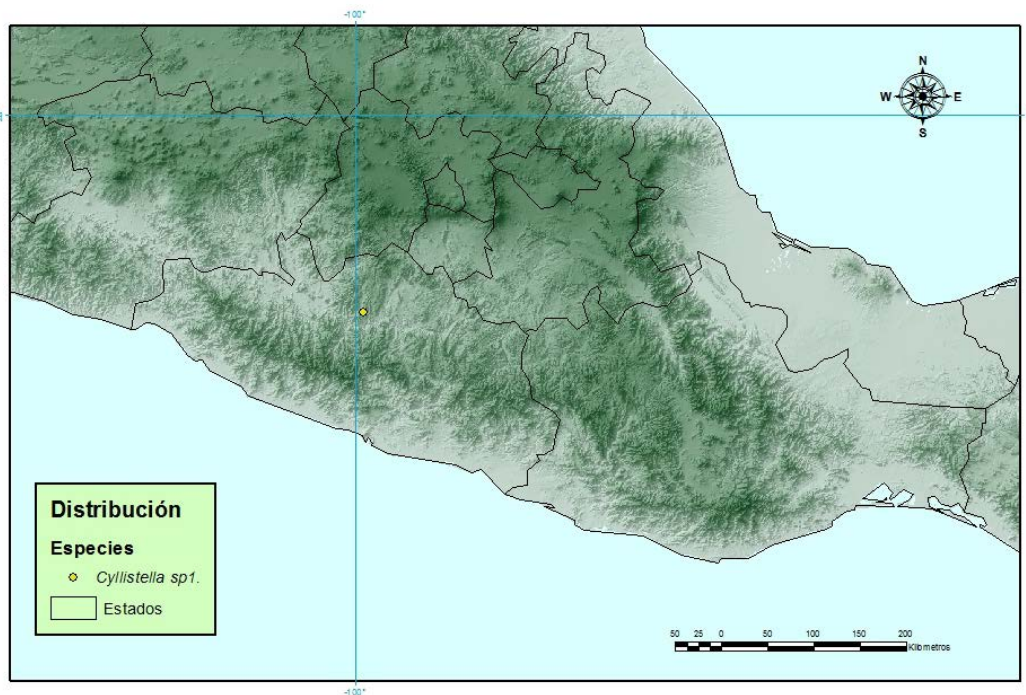 -100°
N
W E
S
Distribución
Especies
Cyllistella sp1.
Estados
50 25 0 50 100 150 200
Kilometros
-100°